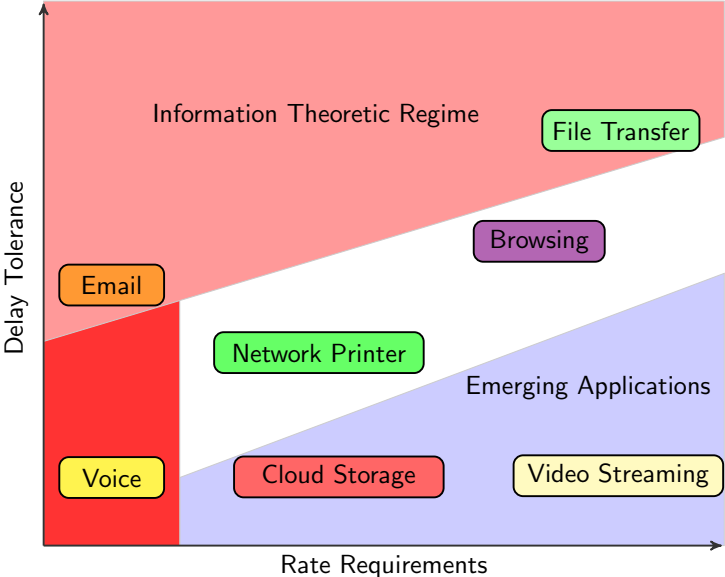 Information Theoretic Regime
File Transfer
Browsing
Email
Delay Tolerance
Network Printer
Emerging Applications
Voice
Cloud Storage
Video Streaming
Rate Requirements